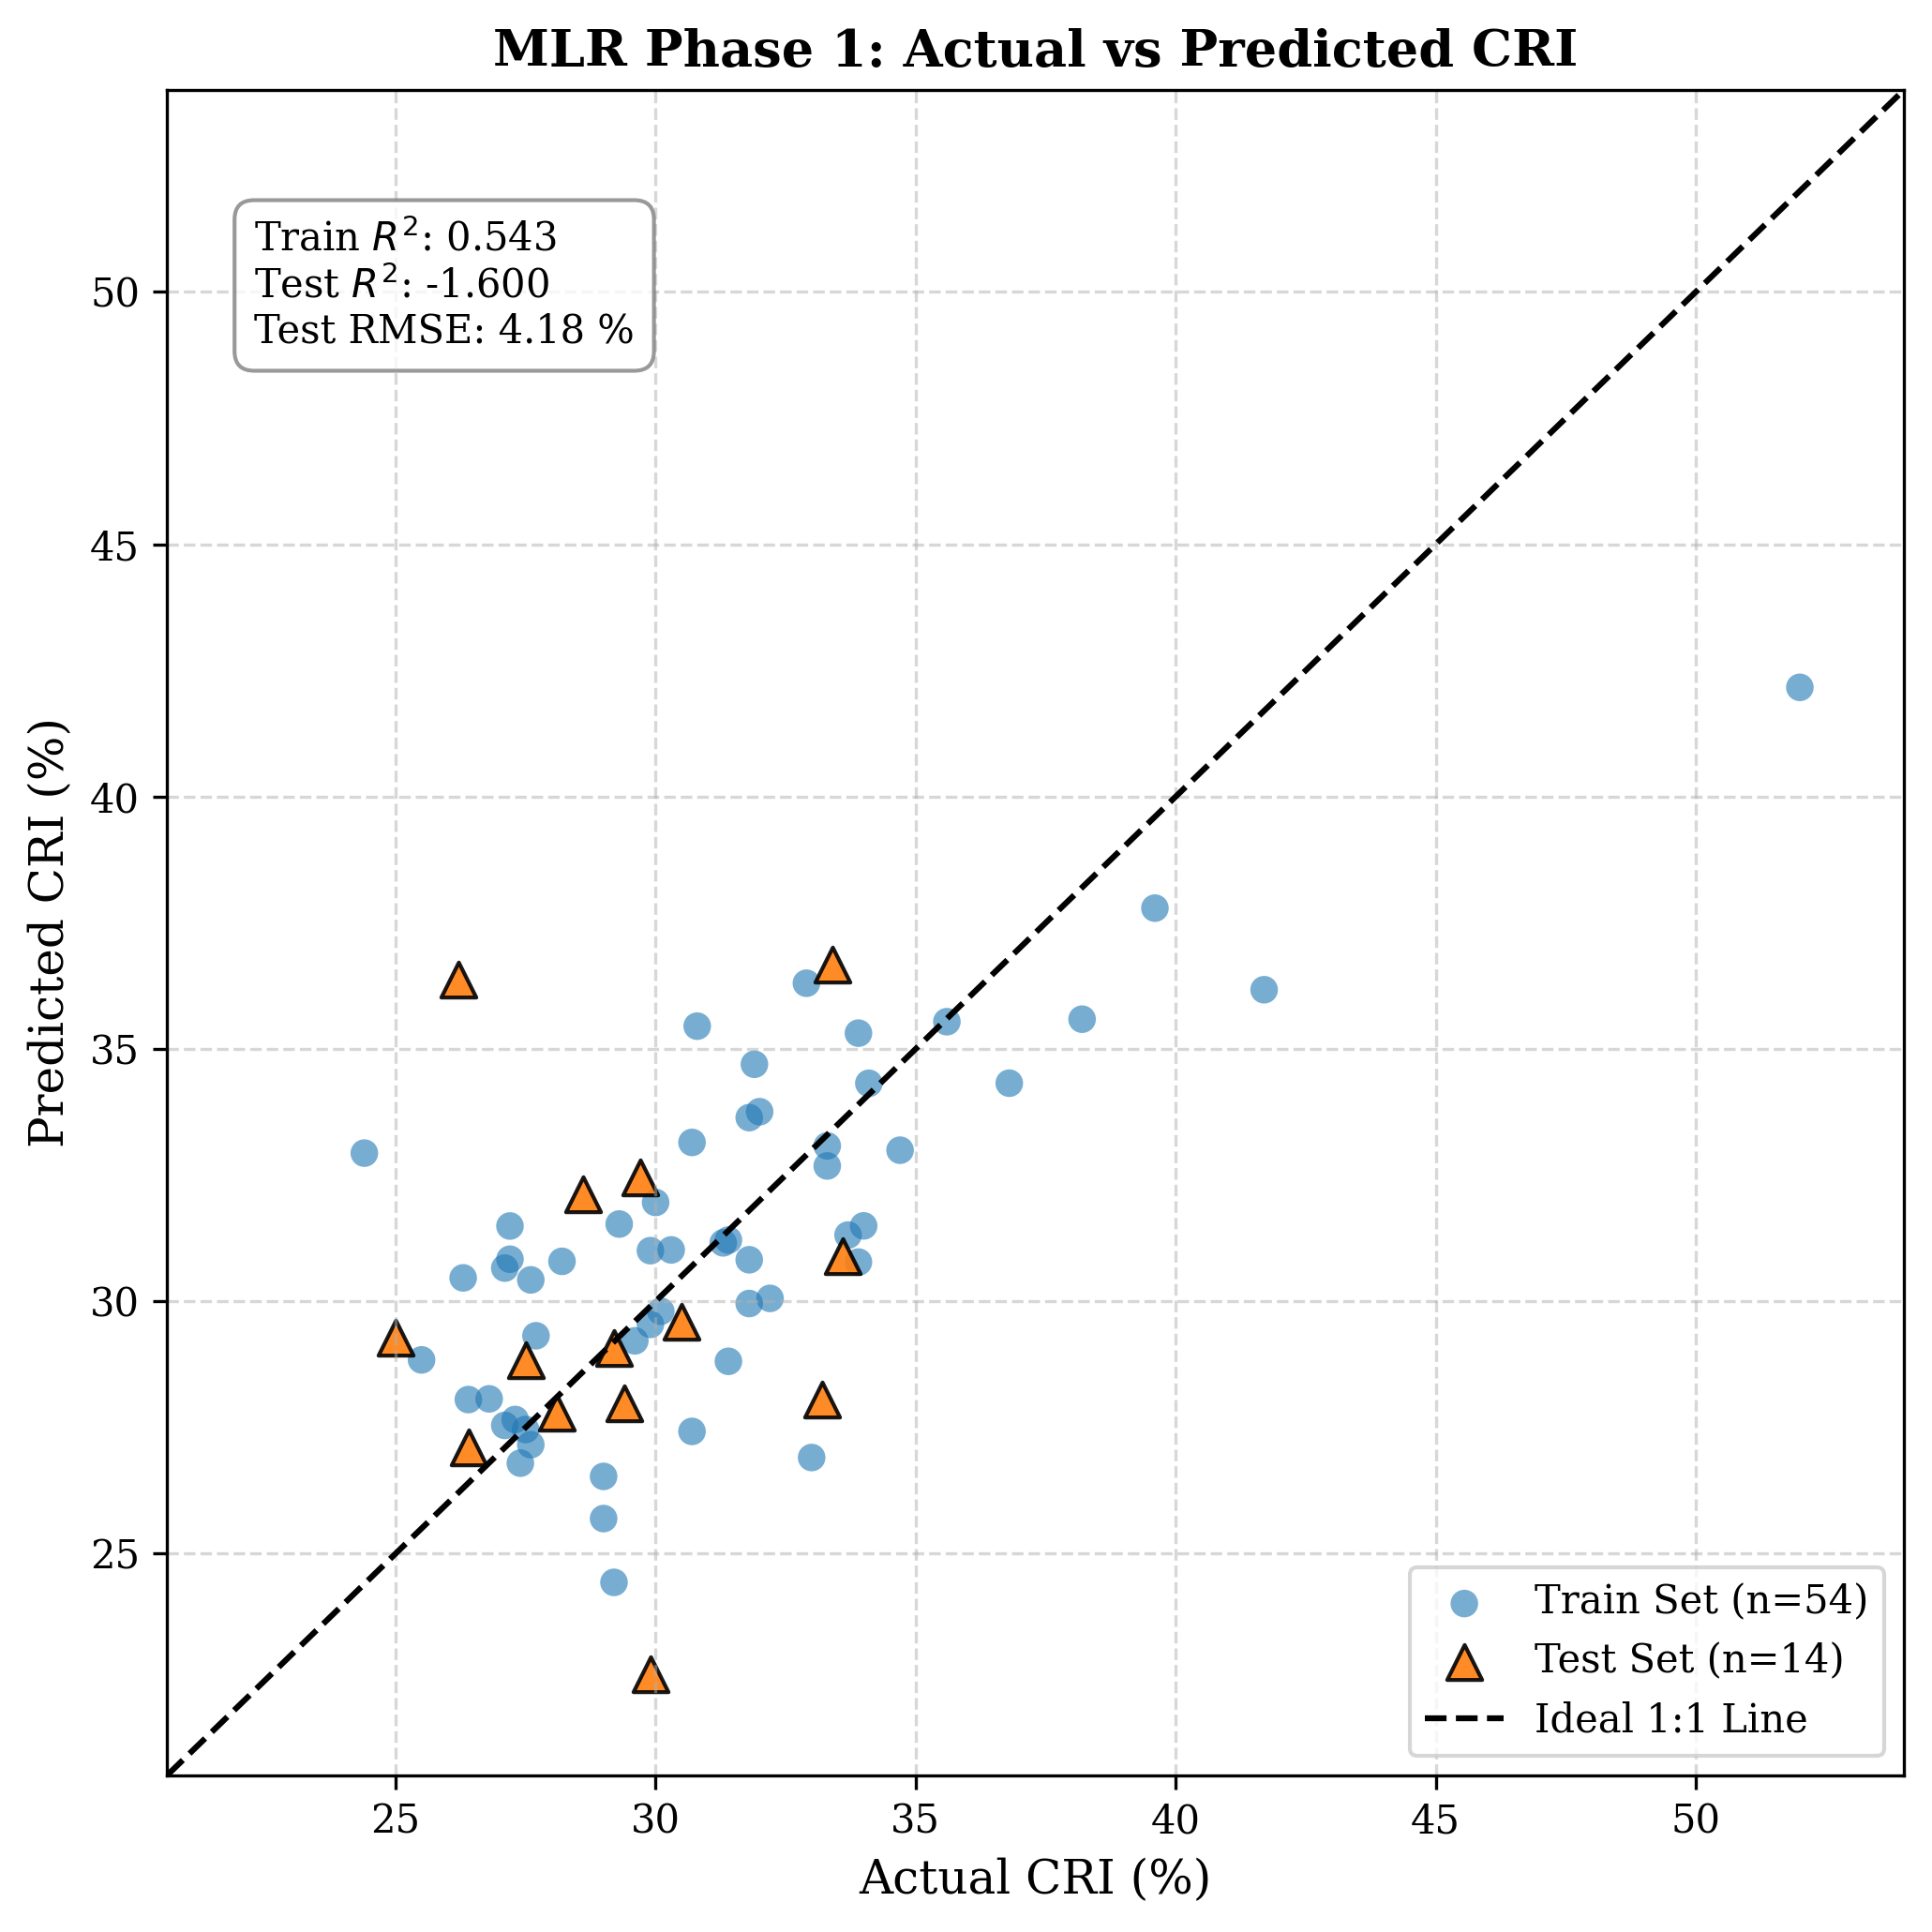 MLR Phase 1: Actual vs Predicted CRI
Train R²: 0.543
Test R²: -1.600
Test RMSE: 4.18 %
Predicted CRI (%)
50
45
40
35
30
25
Train Set (n=54)
Test Set (n=14)
Ideal 1:1 Line
25 30 35 40 45 50
Actual CRI (%)